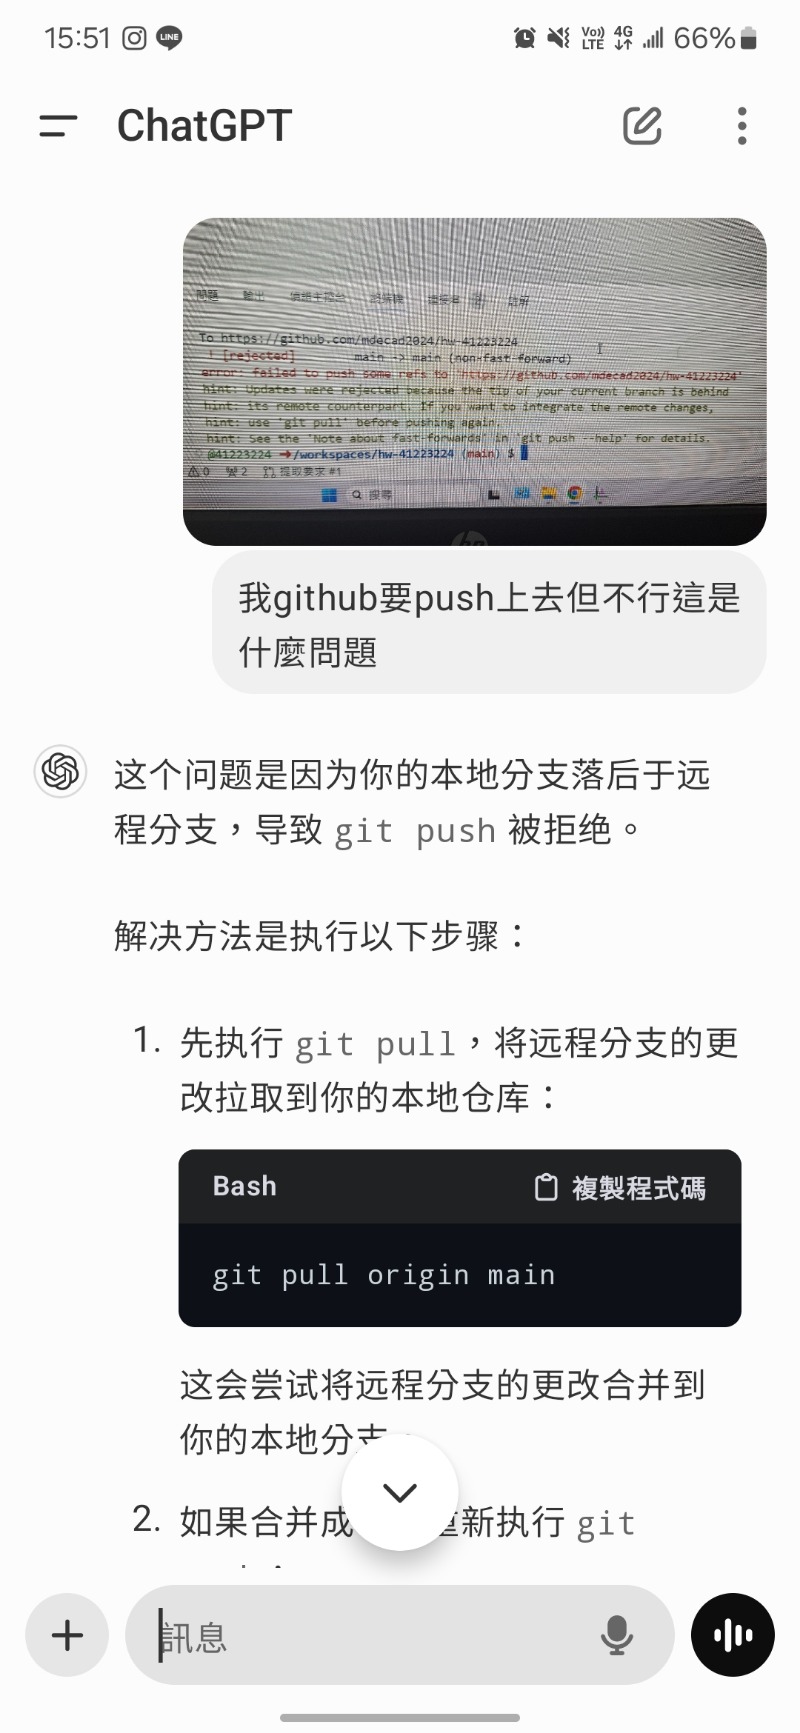 15:51
LINE
Vo)) LTE 4G 66%
ChatGPT
問題 輸出 偵錯主控台 終端機 連接埠 2 註解
To https://github.com/mdecad2024/hw-41223224
! [rejected] main -> main (non-fast-forward)
error: failed to push some refs to 'https://github.com/mdecad2024/hw-41223224'
hint: Updates were rejected because the tip of your current branch is behind
hint: its remote counterpart. If you want to integrate the remote changes,
hint: use 'git pull' before pushing again.
hint: See the 'Note about fast-forwards' in 'git push --help' for details.
@41223224 ➜/workspaces/hw-41223224 (main) $
0 2 提取要求 #1
搜尋
hp
我github要push上去但不行這是
什麼問題
这个问题是因为你的本地分支落后于远
程分支，导致 git push 被拒绝。
解决方法是执行以下步骤：
1. 先执行 git pull，将远程分支的更
改拉取到你的本地仓库：
Bash 複製程式碼
git pull origin main
这会尝试将远程分支的更改合并到
你的本地分支
2. 如果合并成 重新执行 git
訊息